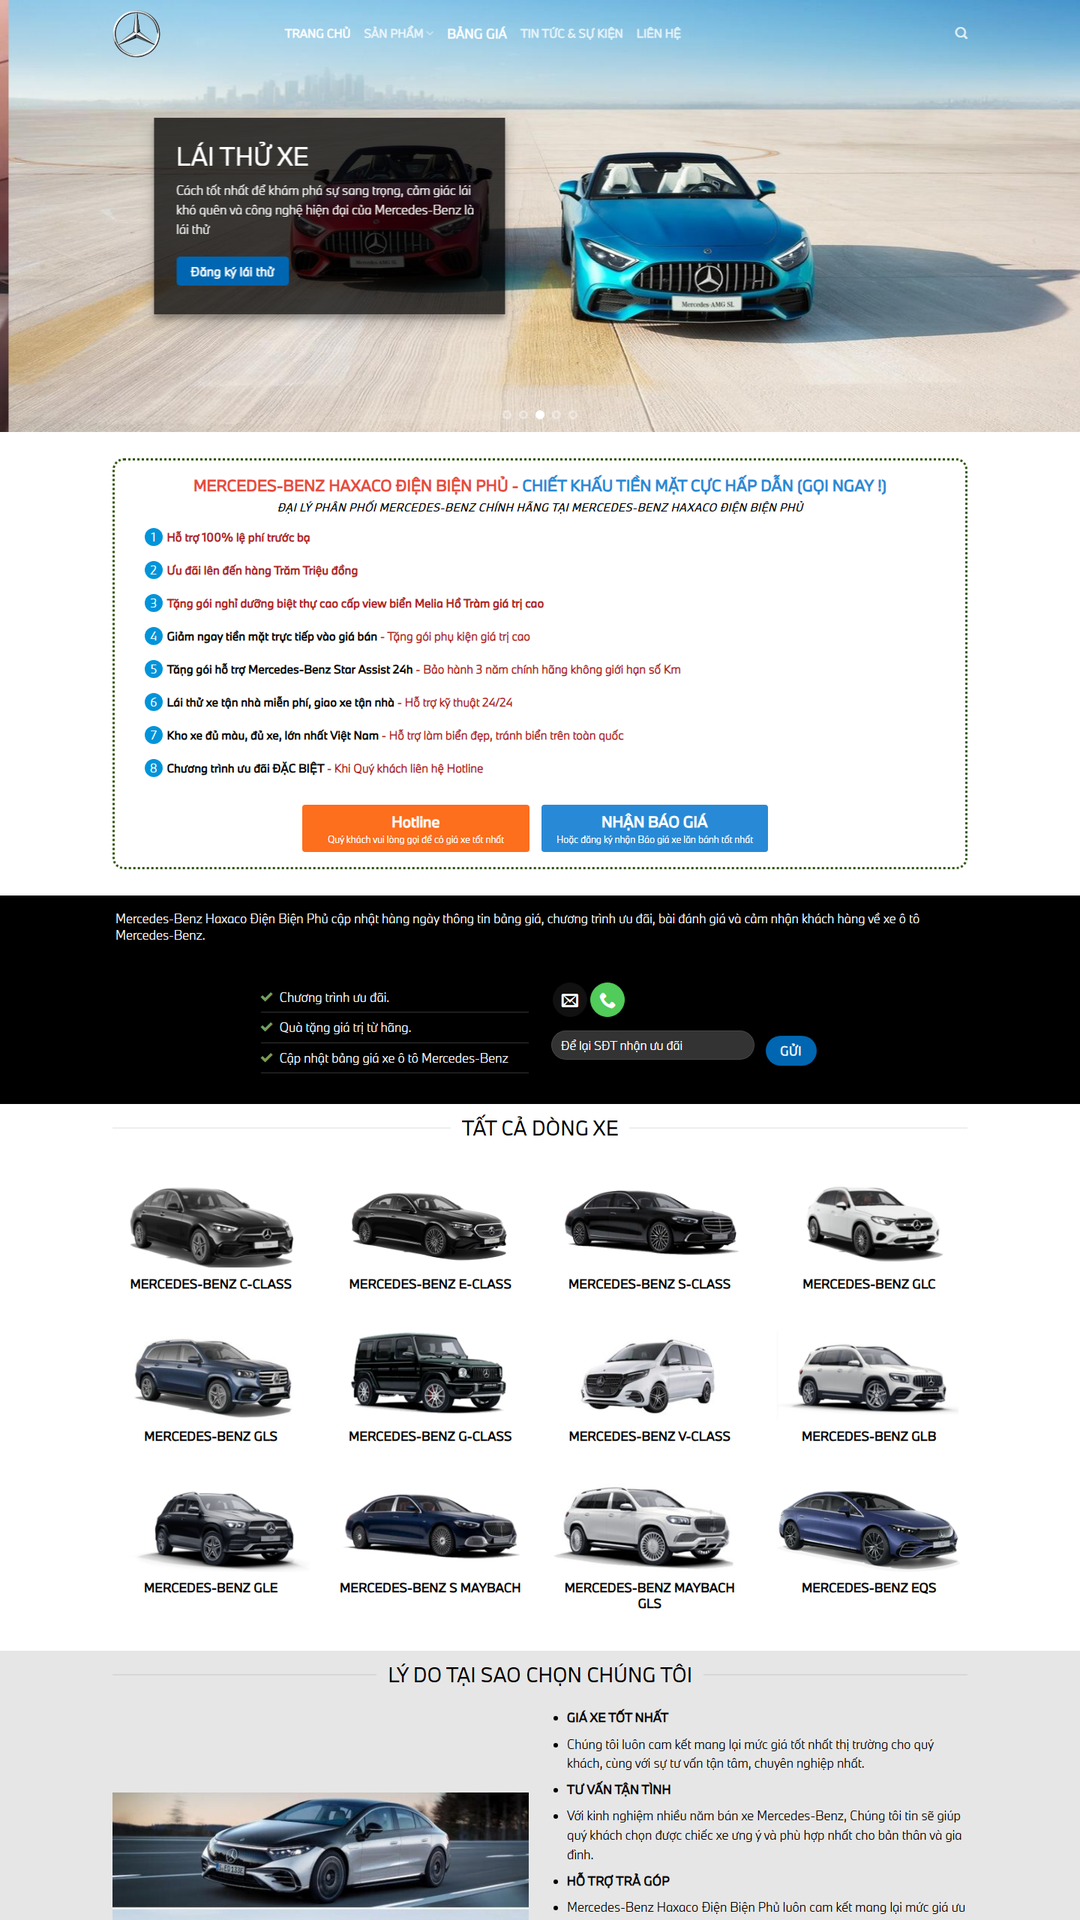 TRANG CHỦ SẢN PHẨM BẢNG GIÁ TIN TỨC & SỰ KIỆN LIÊN HỆ
LÁI THỬ XE
Cách tốt nhất để khám phá sự sang trọng, cảm giác lái
khó quên và công nghệ hiện đại của Mercedes-Benz là
lái thử
Đăng ký lái thử
Mercedes AMG SL
Mercedes AMG SL
MERCEDES-BENZ HAXACO ĐIỆN BIỆN PHỦ - CHIẾT KHẤU TIỀN MẶT CỰC HẤP DẪN (GỌI NGAY !)
ĐẠI LÝ PHÂN PHỐI MERCEDES-BENZ CHÍNH HÃNG TẠI MERCEDES-BENZ HAXACO ĐIỆN BIỆN PHỦ
1 Hỗ trợ 100% lệ phí trước bạ
2 Ưu đãi lên đến hàng Trăm Triệu đồng
3 Tặng gói nghỉ dưỡng biệt thự cao cấp view biển Melia Hồ Tràm giá trị cao
4 Giảm ngay tiền mặt trực tiếp vào giá bán - Tặng gói phụ kiện giá trị cao
5 Tặng gói hỗ trợ Mercedes-Benz Star Assist 24h - Bảo hành 3 năm chính hãng không giới hạn số Km
6 Lái thử xe tận nhà miễn phí, giao xe tận nhà - Hỗ trợ kỹ thuật 24/24
7 Kho xe đủ màu, đủ xe, lớn nhất Việt Nam - Hỗ trợ làm biển đẹp, tránh biển trên toàn quốc
8 Chương trình ưu đãi ĐẶC BIỆT - Khi Quý khách liên hệ Hotline
Hotline
Quý khách vui lòng gọi để có giá xe tốt nhất
NHẬN BÁO GIÁ
Hoặc đăng ký nhận Báo giá xe lăn bánh tốt nhất
Mercedes-Benz Haxaco Điện Biện Phủ cập nhật hàng ngày thông tin bảng giá, chương trình ưu đãi, bài đánh giá và cảm nhận khách hàng về xe ô tô
Mercedes-Benz.
Chương trình ưu đãi.
Quà tặng giá trị từ hãng.
Cập nhật bảng giá xe ô tô Mercedes-Benz
Để lại SĐT nhận ưu đãi
GỬI
TẤT CẢ DÒNG XE
MERCEDES-BENZ C-CLASS
MERCEDES-BENZ E-CLASS
MERCEDES-BENZ S-CLASS
MERCEDES-BENZ GLC
MERCEDES-BENZ GLS
MERCEDES-BENZ G-CLASS
MERCEDES-BENZ V-CLASS
MERCEDES-BENZ GLB
MERCEDES-BENZ GLE
MERCEDES-BENZ S MAYBACH
MERCEDES-BENZ MAYBACH
GLS
MERCEDES-BENZ EQS
LÝ DO TẠI SAO CHỌN CHÚNG TÔI
GIÁ XE TỐT NHẤT
Chúng tôi luôn cam kết mang lại mức giá tốt nhất thị trường cho quý
khách, cùng với sự tư vấn tận tâm, chuyên nghiệp nhất.
TƯ VẤN TẬN TÌNH
Với kinh nghiệm nhiều năm bán xe Mercedes-Benz, Chúng tôi tin sẽ giúp
quý khách chọn được chiếc xe ưng ý và phù hợp nhất cho bản thân và gia
đình.
HỖ TRỢ TRẢ GÓP
Mercedes-Benz Haxaco Điện Biện Phủ luôn cam kết mang lại mức giá ưu